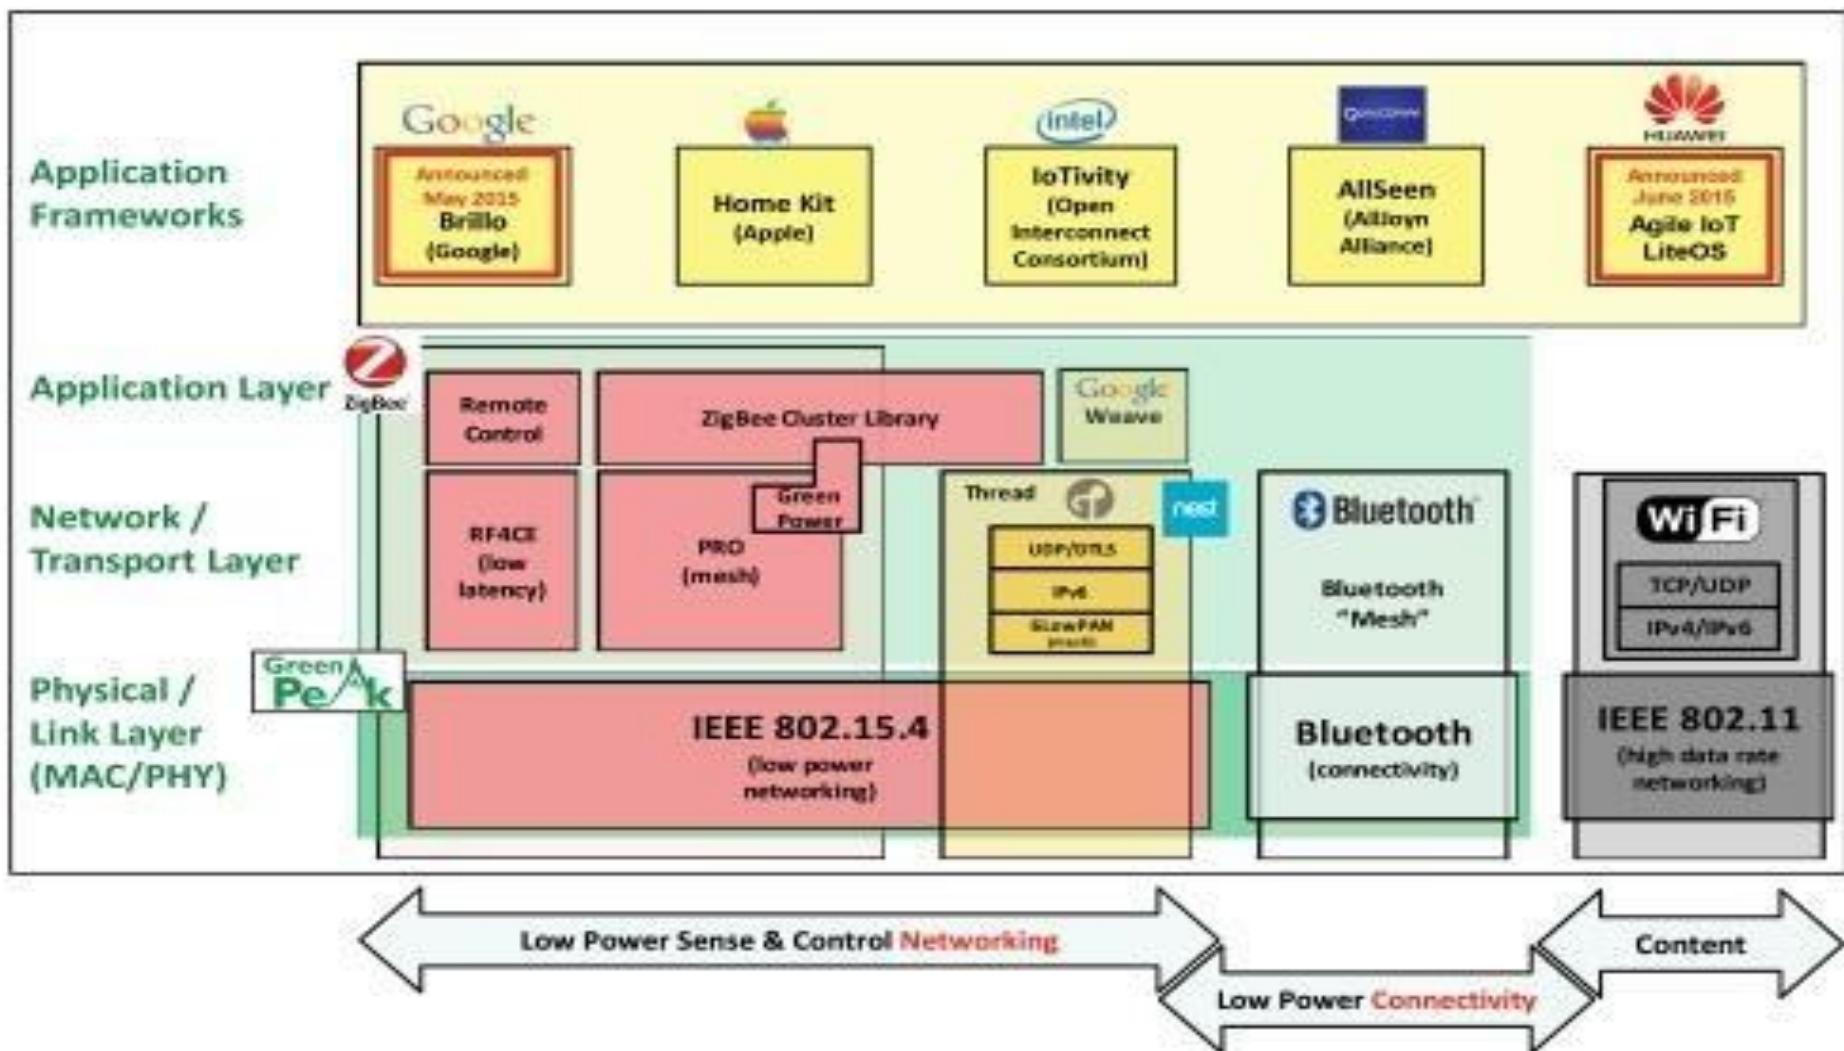 Application
Frameworks
Google
Announced
May 2015
Brillo
(Google)
Home Kit
(Apple)
intel
IoTivity
(Open
Interconnect
Consortium)
AllSeen
(AllJoyn
Alliance)
HUAWEI
Announced
June 2015
Agile IoT
LiteOS
Application Layer
ZigBee
Remote
Control
ZigBee Cluster Library
Google
Weave
Network /
Transport Layer
RF4CE
(low
latency)
PRO
(mesh)
Green
Power
Thread
nest
UDP/DTLS
IPv6
6LowPAN
Bluetooth
Bluetooth
"Mesh"
WiFi
TCP/UDP
IPv4/IPv6
Physical /
Link Layer
(MAC/PHY)
Green
Peak
IEEE 802.15.4
(low power
networking)
Bluetooth
(connectivity)
IEEE 802.11
(high data rate
networking)
Low Power Sense & Control Networking
Low Power Connectivity
Content